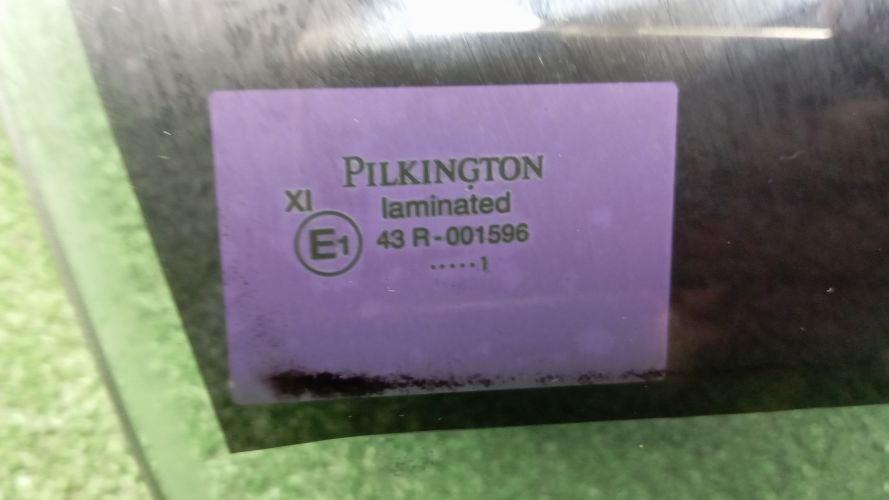 PILKINGTON
XI laminated
E1 43 R-001596
.....1